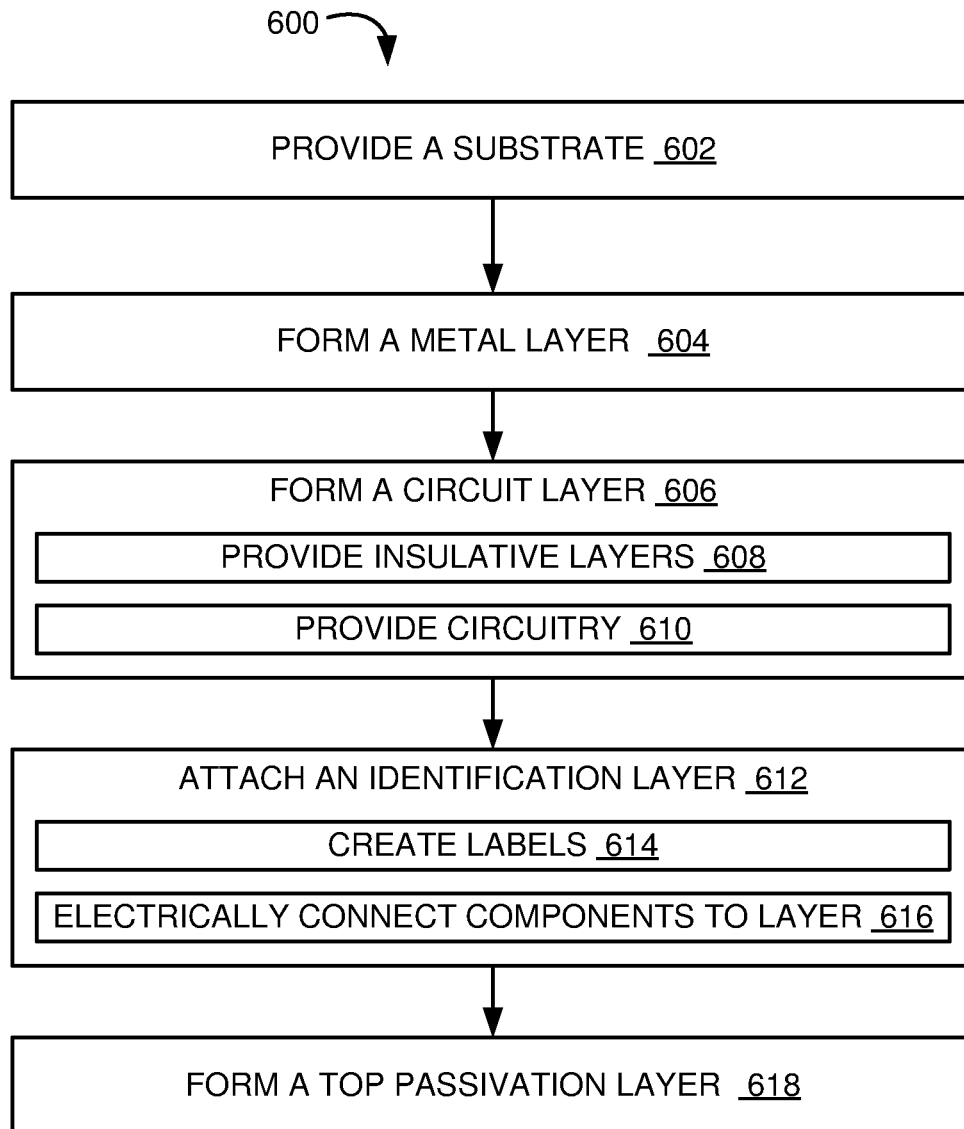 600
PROVIDE A SUBSTRATE 602
FORM A METAL LAYER 604
FORM A CIRCUIT LAYER 606
PROVIDE INSULATIVE LAYERS 608
PROVIDE CIRCUITRY 610
ATTACH AN IDENTIFICATION LAYER 612
CREATE LABELS 614
ELECTRICALLY CONNECT COMPONENTS TO LAYER 616
FORM A TOP PASSIVATION LAYER 618